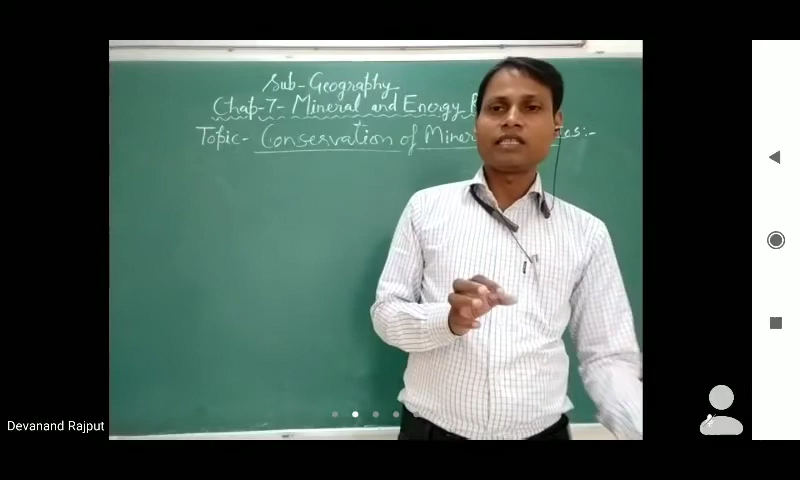 Sub- Geography
Chap-7- Mineral and Energy
Topic- Conservation of
Devanand Rajput